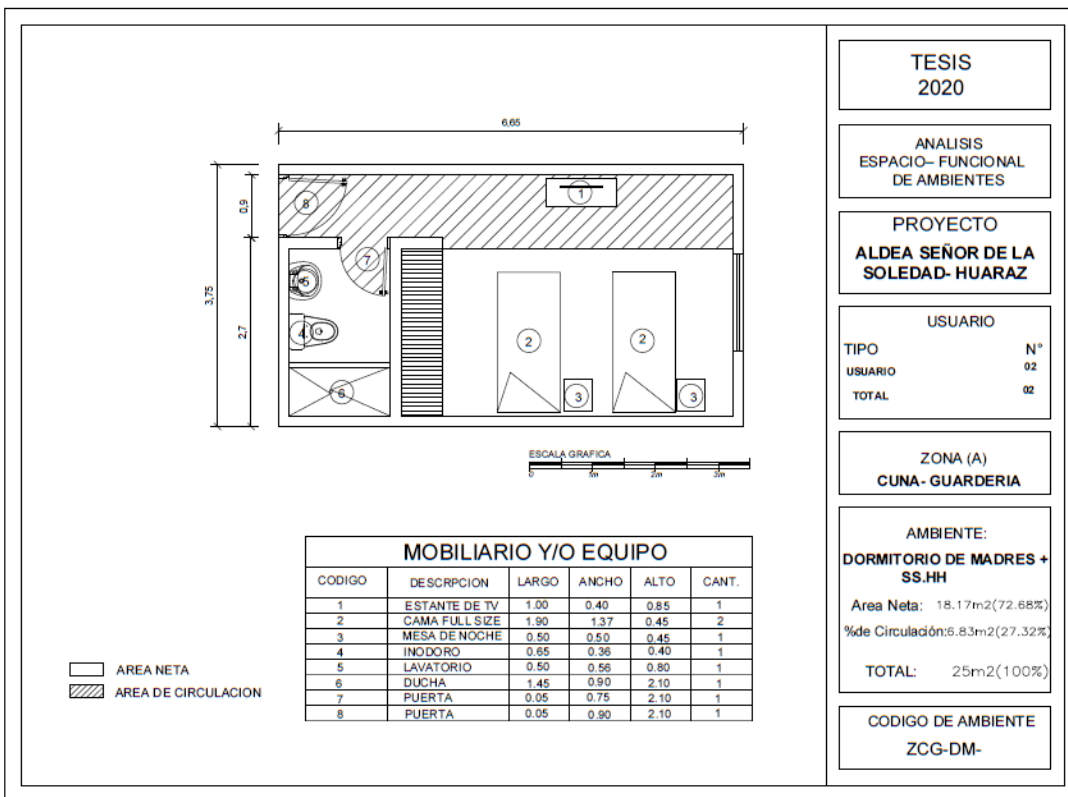 6,65
0,9
3,75
2,7
1
8
7
5
4
2
2
3
3
6
ESCALA GRAFICA
0 1m 2m 3m
MOBILIARIO Y/O EQUIPO
CODIGO DESCRPCION LARGO ANCHO ALTO CANT.
1 ESTANTE DE TV 1.00 0.40 0.85 1
2 CAMA FULL SIZE 1.90 1.37 0.45 2
3 MESA DE NOCHE 0.50 0.50 0.45 1
4 INODORO 0.65 0.36 0.40 1
5 LAVATORIO 0.50 0.56 0.80 1
6 DUCHA 1.45 0.90 2.10 1
7 PUERTA 0.05 0.75 2.10 1
8 PUERTA 0.05 0.90 2.10 1
AREA NETA
AREA DE CIRCULACION
TESIS
2020
ANALISIS
ESPACIO– FUNCIONAL
DE AMBIENTES
PROYECTO
ALDEA SEÑOR DE LA
SOLEDAD- HUARAZ
USUARIO
TIPO N°
USUARIO 02
TOTAL 02
ZONA (A)
CUNA- GUARDERIA
AMBIENTE:
DORMITORIO DE MADRES +
SS.HH
Area Neta: 18.17m2(72.68%)
%de Circulación:6.83m2(27.32%)
TOTAL: 25m2(100%)
CODIGO DE AMBIENTE
ZCG-DM-